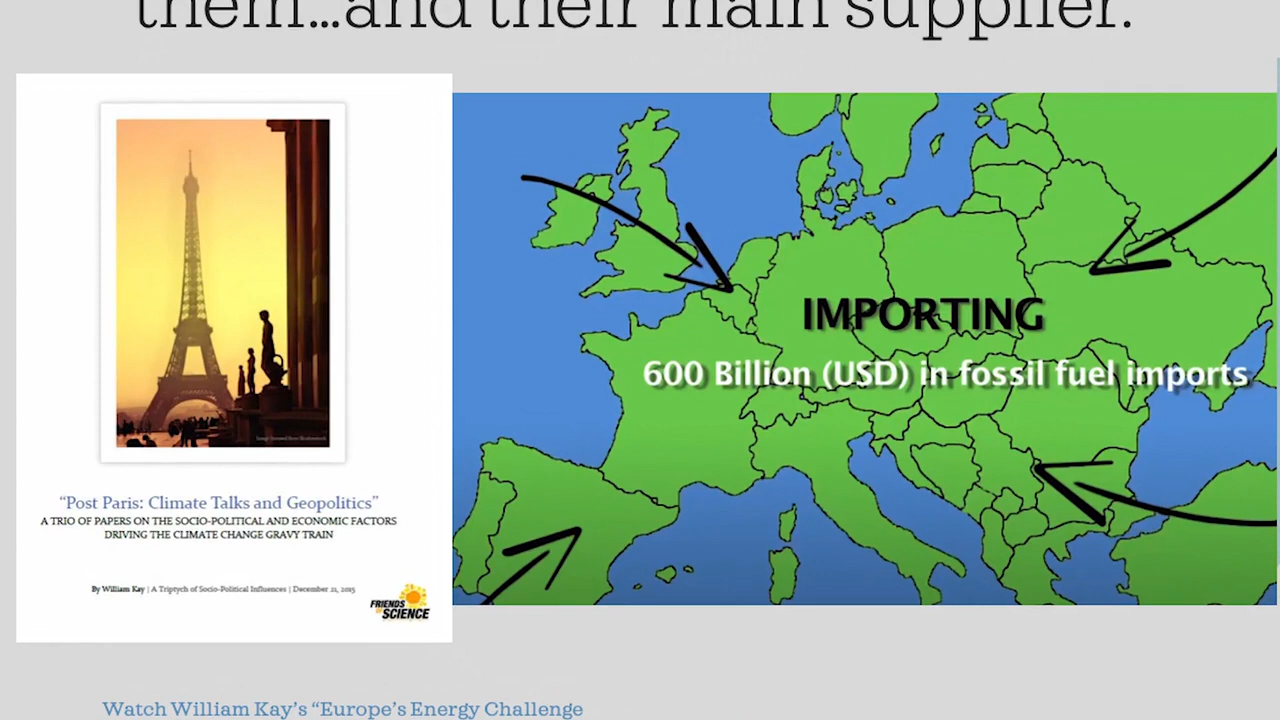 them...and their main supplier.
IMPORTING
600 Billion (USD) in fossil fuel imports
"Post Paris: Climate Talks and Geopolitics"
A TRIO OF PAPERS ON THE SOCIO-POLITICAL AND ECONOMIC FACTORS
DRIVING THE CLIMATE CHANGE GRAVY TRAIN
By William Kay | A Triptych of Socio-Political Influences | December 21, 2015
FRIENDS
OF SCIENCE
Watch William Kay's "Europe's Energy Challenge